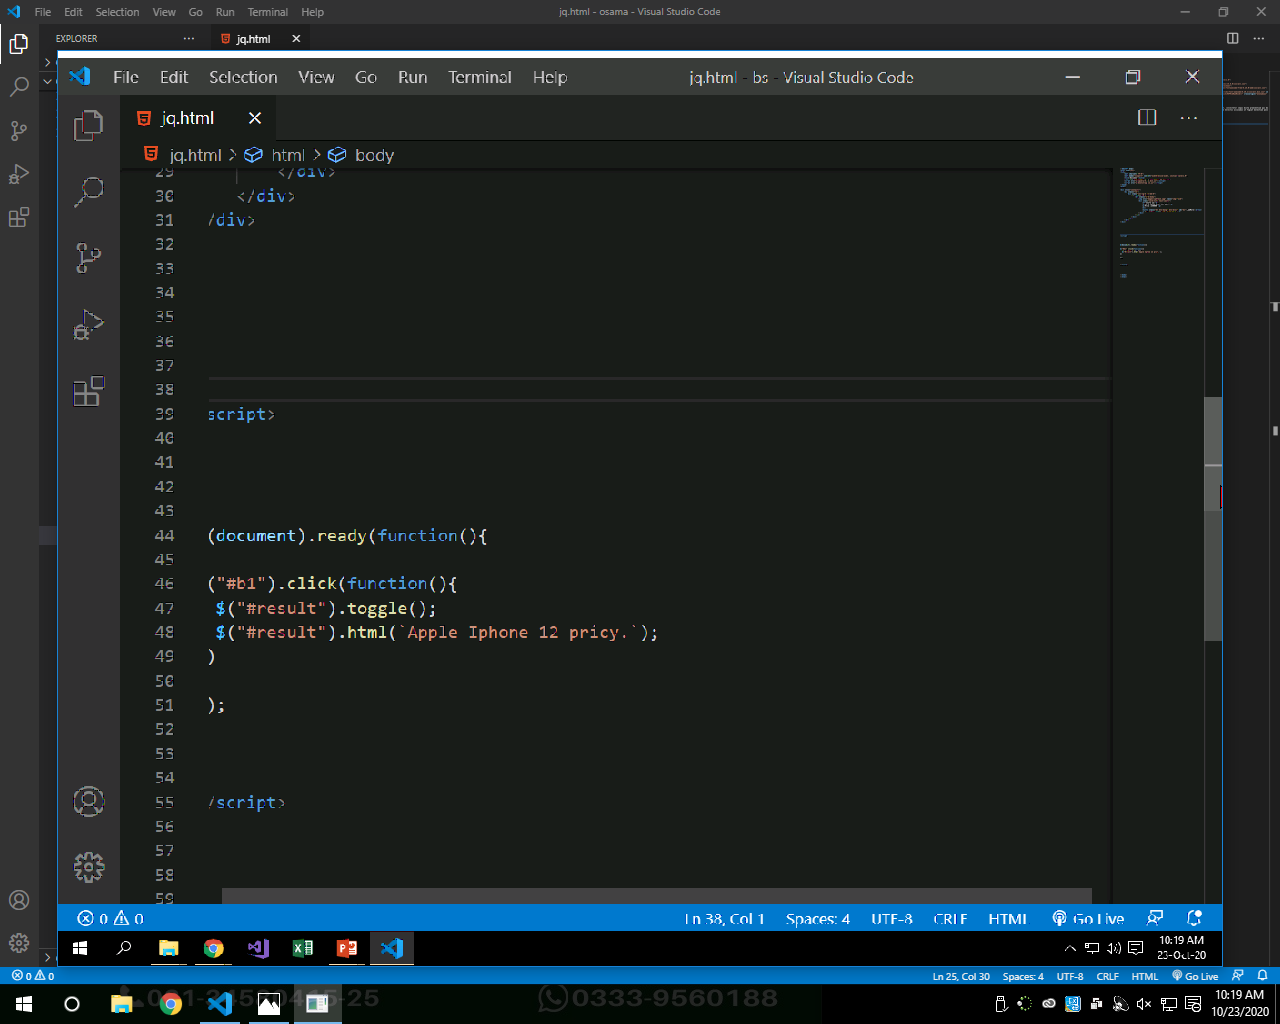 File Edit Selection View Go Run Terminal Help jq.html - osama - Visual Studio Code
EXPLORER ··· jq.html
File Edit Selection View Go Run Terminal Help jq.html - bs - Visual Studio Code
jq.html
jq.html > html > body
29 </div>
30 </div>
31 /div>
32
33
34
35
36
37
38
39 script>
40
41
42
43
44 (document).ready(function(){
45
46 ("#b1").click(function(){
47 $("#result").toggle();
48 $("#result").html(`Apple Iphone 12 pricy.`);
49 )
50
51 );
52
53
54
55 /script>
56
57
58
59
0 0 Ln 38, Col 1 Spaces: 4 UTF-8 CRLF HTML Go Live
10:19 AM
23-Oct-20
0 0 Ln 25, Col 30 Spaces: 4 UTF-8 CRLF HTML Go Live
0333-9560188
10:19 AM
10/23/2020